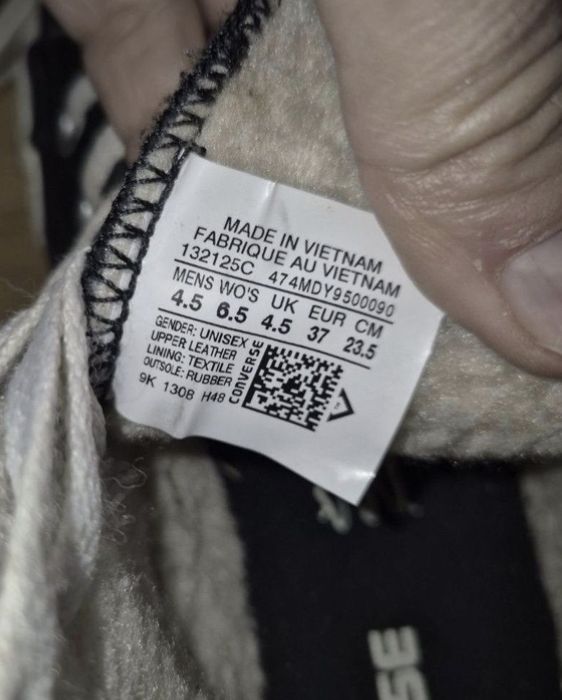 MADE IN VIETNAM
FABRIQUE AU VIETNAM
132125C 474MDY9500090
MENS WO'S UK EUR CM
4.5 6.5 4.5 37 23.5
GENDER: UNISEX
UPPER LEATHER
LINING: TEXTILE
OUTSOLE: RUBBER
9K 1308 H48
CONVERSE
SE